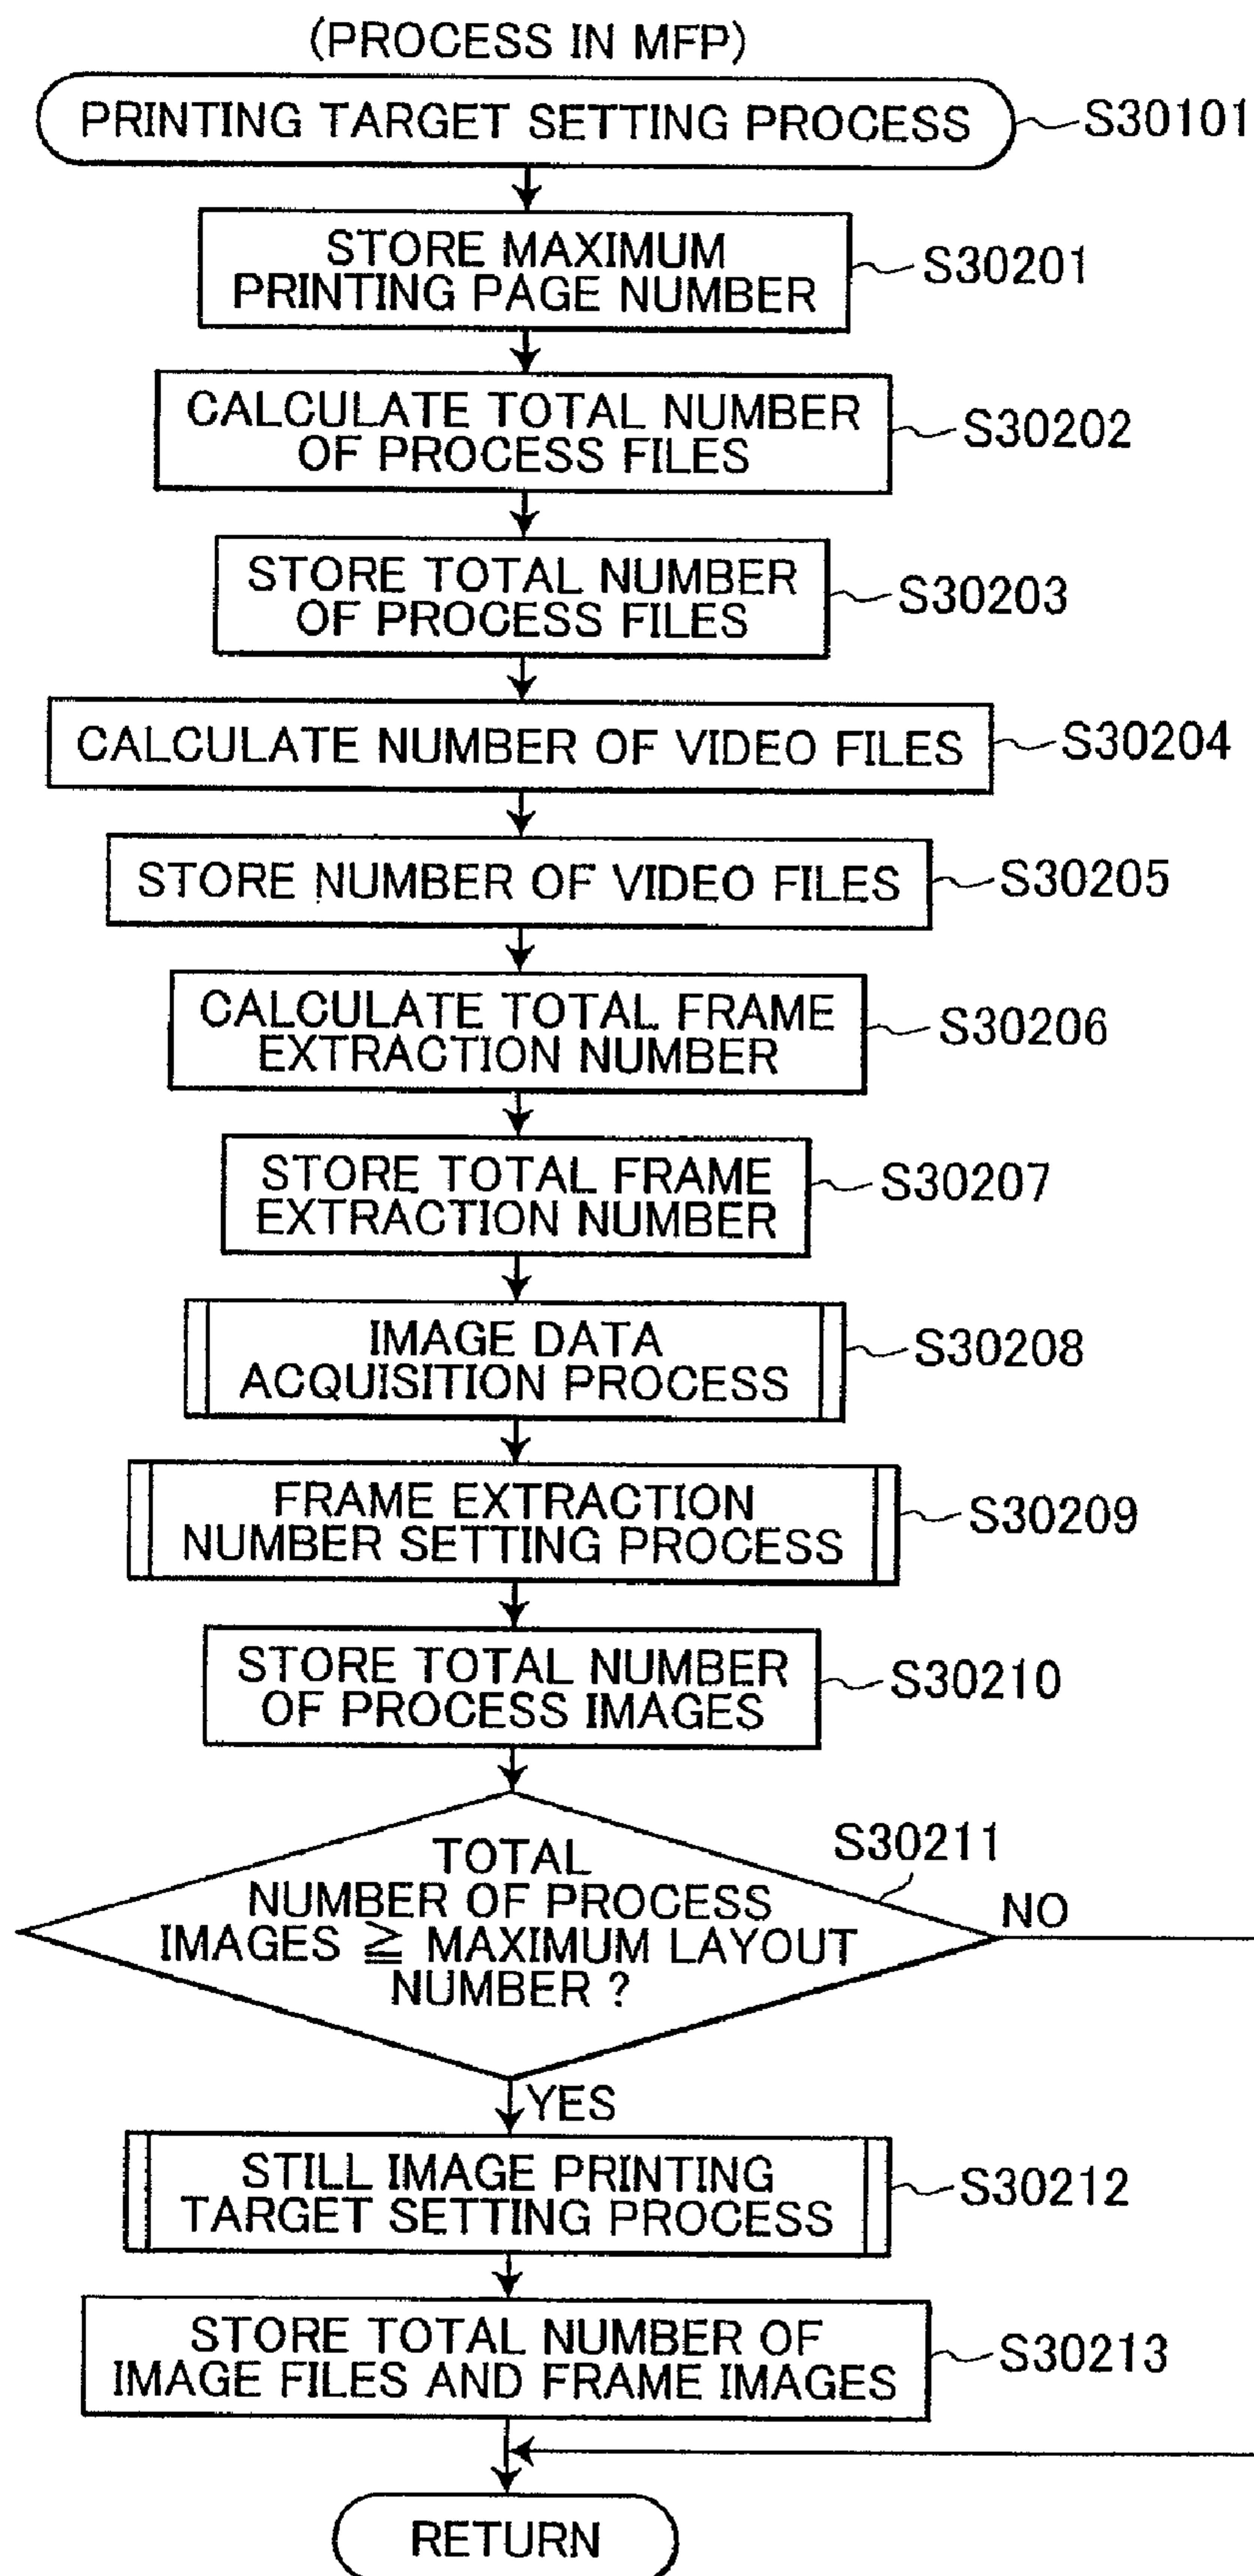 (PROCESS IN MFP)
PRINTING TARGET SETTING PROCESS
S30101
STORE MAXIMUM
PRINTING PAGE NUMBER
S30201
CALCULATE TOTAL NUMBER
OF PROCESS FILES
S30202
STORE TOTAL NUMBER
OF PROCESS FILES
S30203
CALCULATE NUMBER OF VIDEO FILES
S30204
STORE NUMBER OF VIDEO FILES
S30205
CALCULATE TOTAL FRAME
EXTRACTION NUMBER
S30206
STORE TOTAL FRAME
EXTRACTION NUMBER
S30207
IMAGE DATA
ACQUISITION PROCESS
S30208
FRAME EXTRACTION
NUMBER SETTING PROCESS
S30209
STORE TOTAL NUMBER
OF PROCESS IMAGES
S30210
TOTAL
NUMBER OF PROCESS
IMAGES ≧ MAXIMUM LAYOUT
NUMBER ?
S30211
NO
YES
STILL IMAGE PRINTING
TARGET SETTING PROCESS
S30212
STORE TOTAL NUMBER OF
IMAGE FILES AND FRAME IMAGES
S30213
RETURN